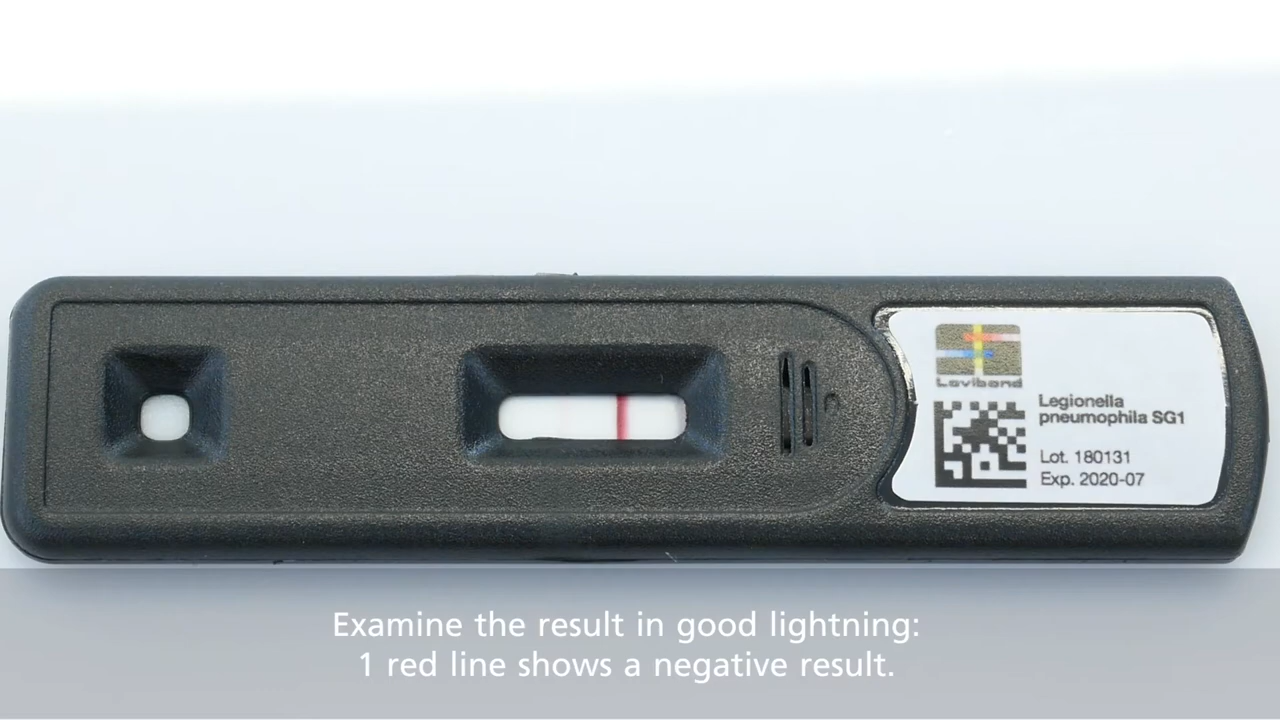 Lovibond
Legionella
pneumophila SG1
Lot. 180131
Exp. 2020-07
Examine the result in good lightning:
1 red line shows a negative result.